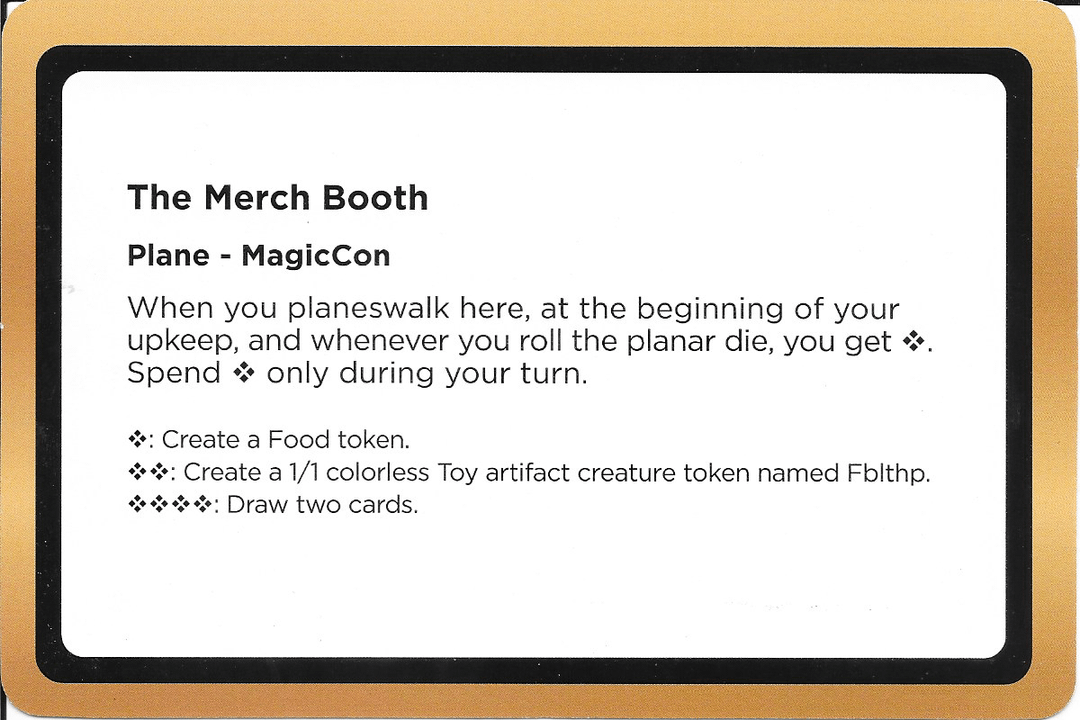 The Merch Booth
Plane - MagicCon
When you planeswalk here, at the beginning of your
upkeep, and whenever you roll the planar die, you get ❖.
Spend ❖ only during your turn.
❖: Create a Food token.
❖❖: Create a 1/1 colorless Toy artifact creature token named Fblthp.
❖❖❖❖: Draw two cards.